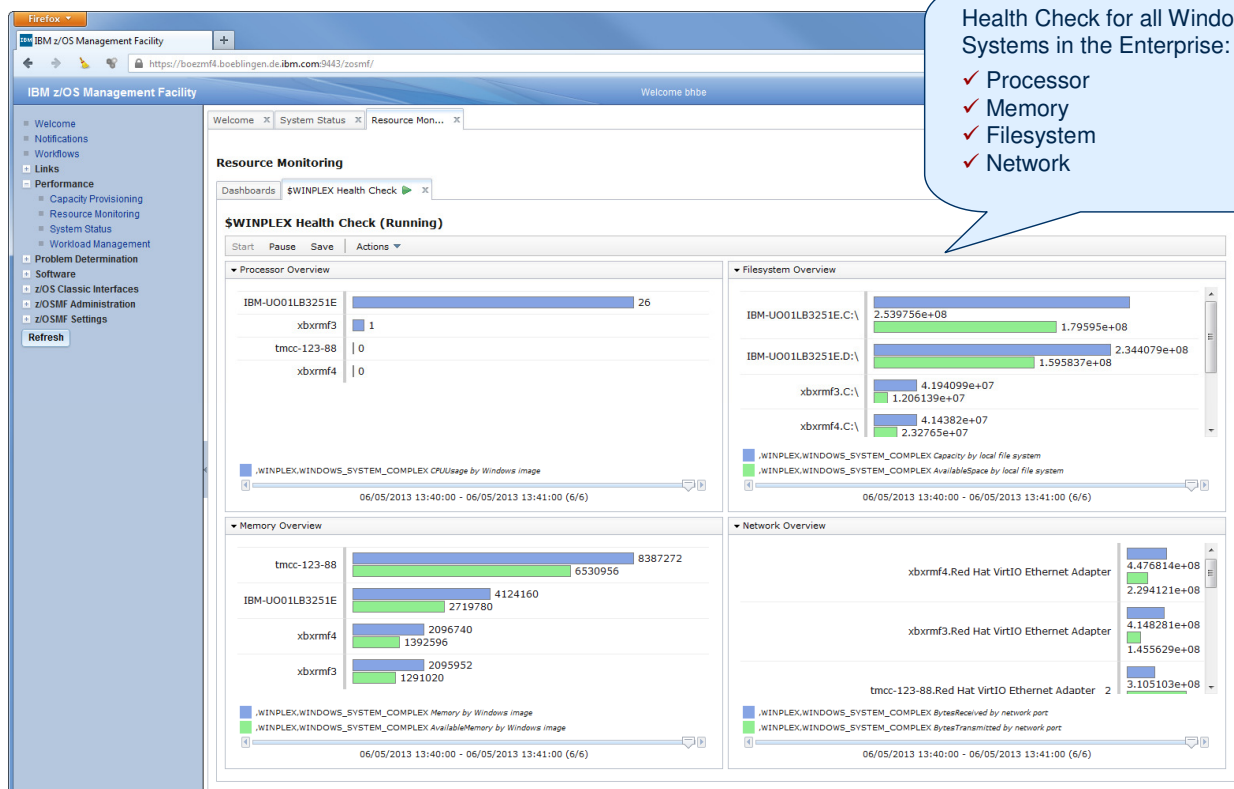 Firefox
IBM z/OS Management Facility
https://boezmf4.boeblingen.de.ibm.com:9443/zosmf/
IBM z/OS Management Facility
Welcome bhbe
Health Check for all
Systems in the Enterprise:
✓ Processor
✓ Memory
✓ Filesystem
✓ Network
Welcome
Notifications
Workflows
Links
Performance
Capacity Provisioning
Resource Monitoring
System Status
Workload Management
Problem Determination
Software
z/OS Classic Interfaces
z/OSMF Administration
z/OSMF Settings
Refresh
Welcome X System Status X Resource Mon... X
Resource Monitoring
Dashboards $WINPLEX Health Check X
$WINPLEX Health Check (Running)
Start Pause Save Actions
Processor Overview
IBM-UO01LB3251E 26
xbxrmf3 1
tmcc-123-88 0
xbxrmf4 0
,WINPLEX,WINDOWS_SYSTEM_COMPLEX CPUUsage by Windows image
06/05/2013 13:40:00 - 06/05/2013 13:41:00 (6/6)
Filesystem Overview
IBM-UO01LB3251E.C:\ 2.539756e+08
1.79595e+08
IBM-UO01LB3251E.D:\ 2.344079e+08
1.595837e+08
xbxrmf3.C:\ 4.194099e+07
1.206139e+07
xbxrmf4.C:\ 4.14382e+07
2.32765e+07
,WINPLEX,WINDOWS_SYSTEM_COMPLEX Capacity by local file system
,WINPLEX,WINDOWS_SYSTEM_COMPLEX AvailableSpace by local file system
06/05/2013 13:40:00 - 06/05/2013 13:41:00 (6/6)
Memory Overview
tmcc-123-88 8387272
6530956
IBM-UO01LB3251E 4124160
2719780
xbxrmf4 2096740
1392596
xbxrmf3 2095952
1291020
,WINPLEX,WINDOWS_SYSTEM_COMPLEX Memory by Windows image
,WINPLEX,WINDOWS_SYSTEM_COMPLEX AvailableMemory by Windows image
06/05/2013 13:40:00 - 06/05/2013 13:41:00 (6/6)
Network Overview
xbxrmf4.Red Hat VirtIO Ethernet Adapter 4.476814e+08
2.294121e+08
xbxrmf3.Red Hat VirtIO Ethernet Adapter 4.148281e+08
1.455629e+08
tmcc-123-88.Red Hat VirtIO Ethernet Adapter 2 3.105103e+08
,WINPLEX,WINDOWS_SYSTEM_COMPLEX BytesReceived by network port
,WINPLEX,WINDOWS_SYSTEM_COMPLEX BytesTransmitted by network port
06/05/2013 13:40:00 - 06/05/2013 13:41:00 (6/6)